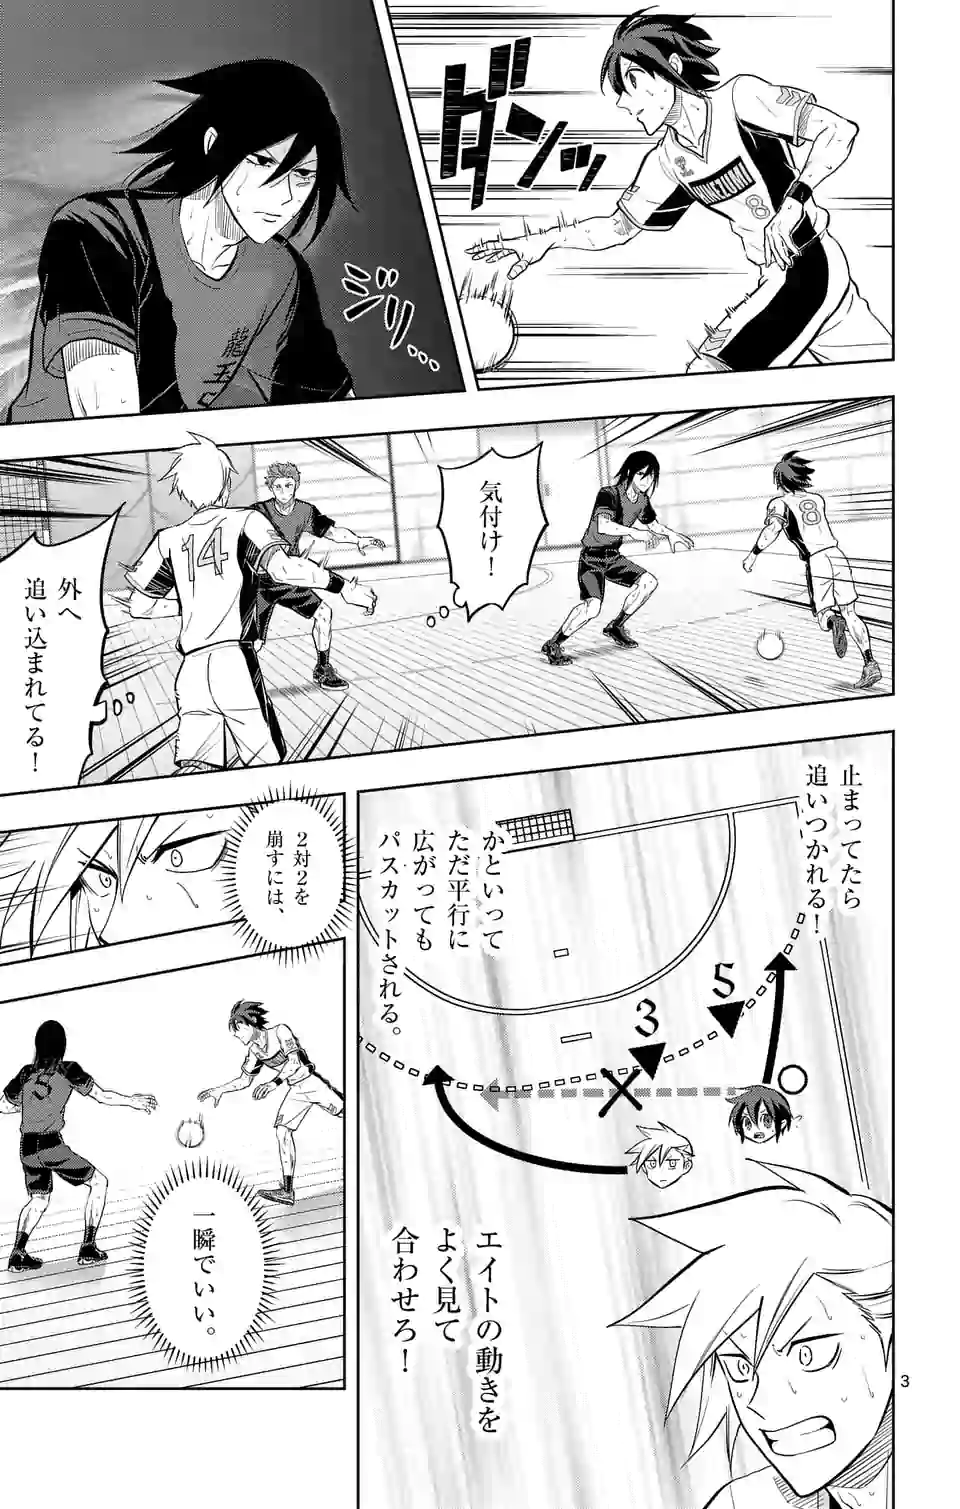 ダンッ
UKETUMI
8
ジリ…
龍王
気付け！
8
14
外へ
追い込まれてる！
止まってたら
追いつかれる！
かといって
ただ平行に
広がっても
パスカットされる。
5
3
エイトの動きを
よく見て
合わせろ！
2対2を
崩すには、
5
一瞬でいい。
3